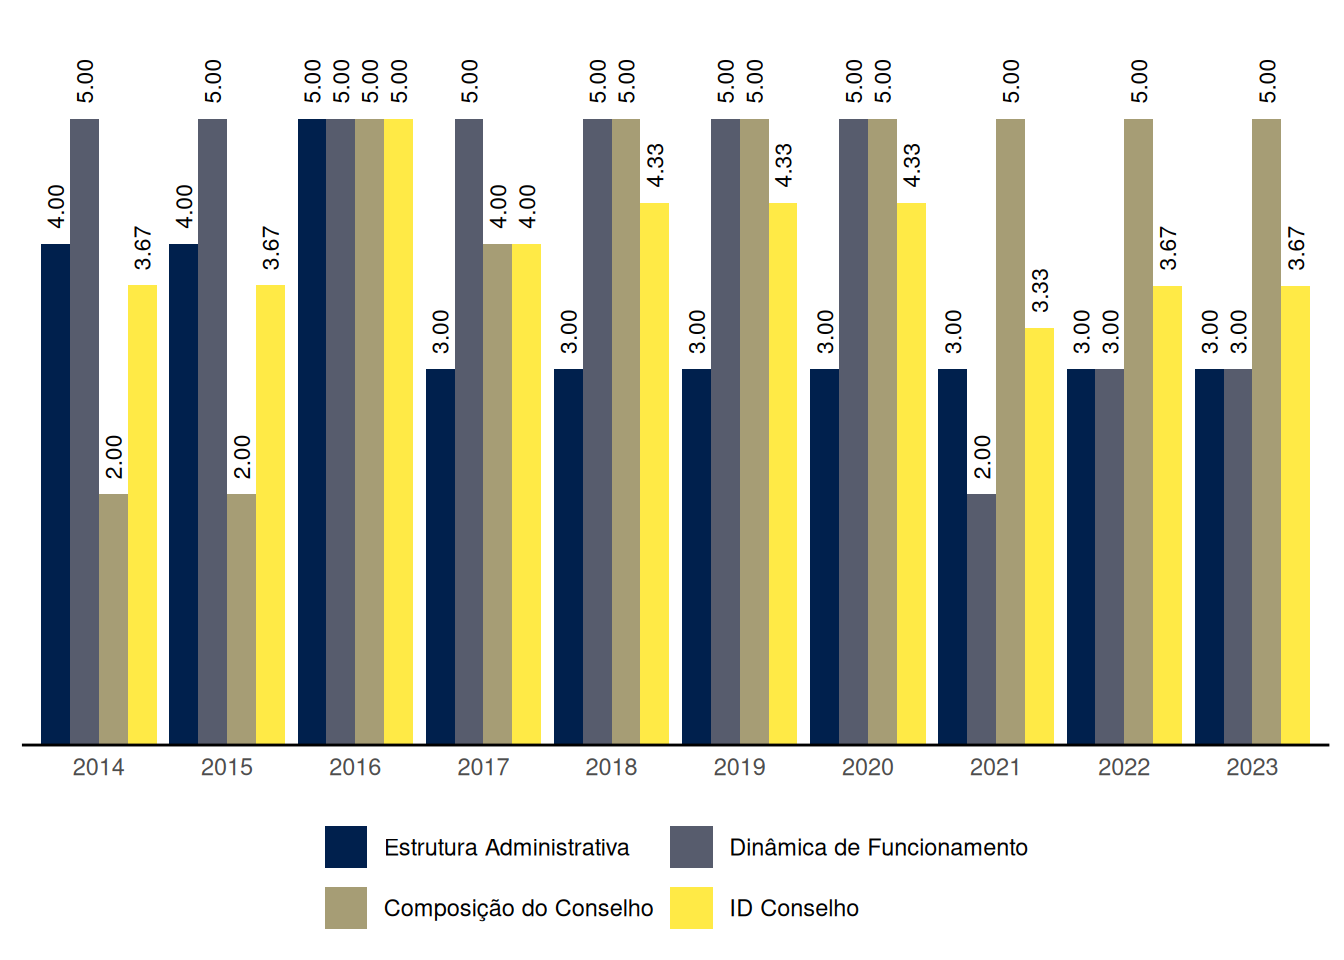 5.00 5.00 5.00 5.00 5.00 5.00 5.00 5.00 5.00 5.00 5.00 5.00 5.00 5.00 5.00 5.00
4.33 4.33 4.33
4.00 4.00 4.00 4.00
3.67 3.67 3.67 3.67
3.33
3.00 3.00 3.00 3.00 3.00 3.00 3.00 3.00 3.00
2.00 2.00 2.00
2014 2015 2016 2017 2018 2019 2020 2021 2022 2023
Estrutura Administrativa Dinâmica de Funcionamento
Composição do Conselho ID Conselho